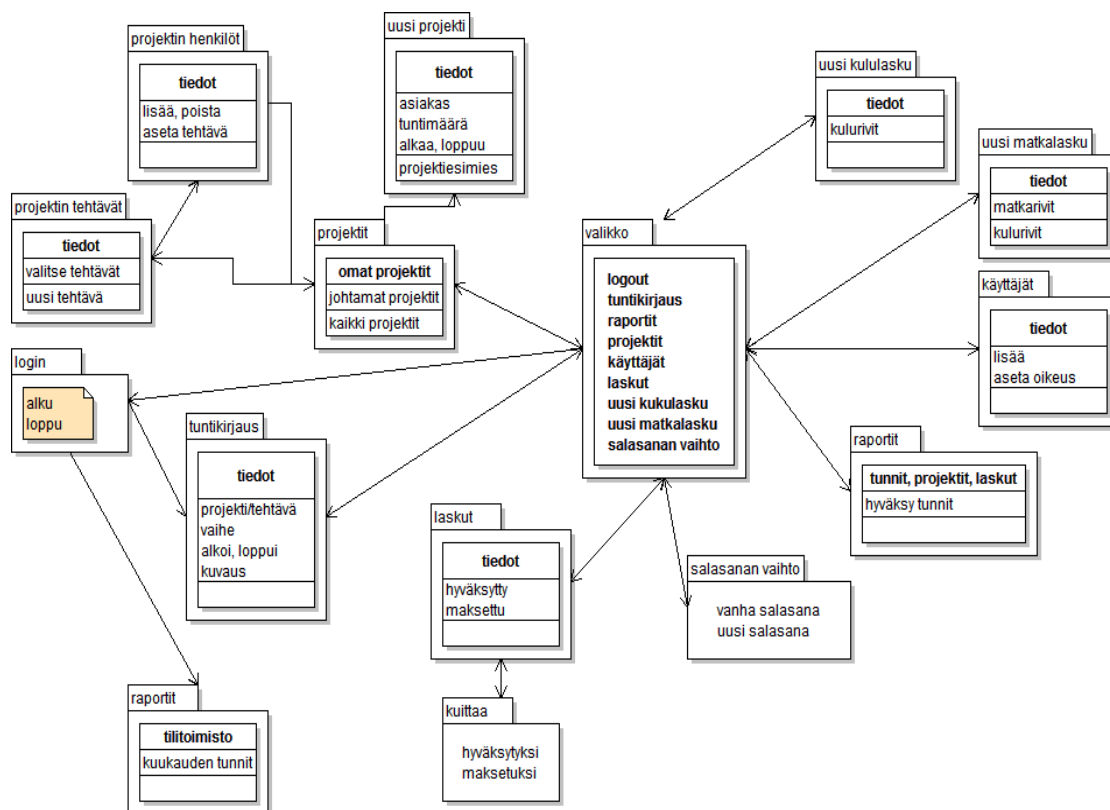 projektin henkilöt
tiedot
lisää, poista
aseta tehtävä
uusi projekti
tiedot
asiakas
tuntimäärä
alkaa, loppuu
projektiesimies
uusi kululasku
tiedot
kulurivit
uusi matkalasku
tiedot
matkarivit
kulurivit
projektin tehtävät
tiedot
valitse tehtävät
uusi tehtävä
projektit
omat projektit
johtamat projektit
kaikki projektit
valikko
logout
tuntikirjaus
raportit
projektit
käyttäjät
laskut
uusi kukulasku
uusi matkalasku
salasanan vaihto
käyttäjät
tiedot
lisää
aseta oikeus
login
alku
loppu
tuntikirjaus
tiedot
projekti/tehtävä
vaihe
alkoi, loppui
kuvaus
raportit
tunnit, projektit, laskut
hyväksy tunnit
laskut
tiedot
hyväksytty
maksettu
salasanan vaihto
vanha salasana
uusi salasana
raportit
tilitoimisto
kuukauden tunnit
kuittaa
hyväksytyksi
maksetuksi